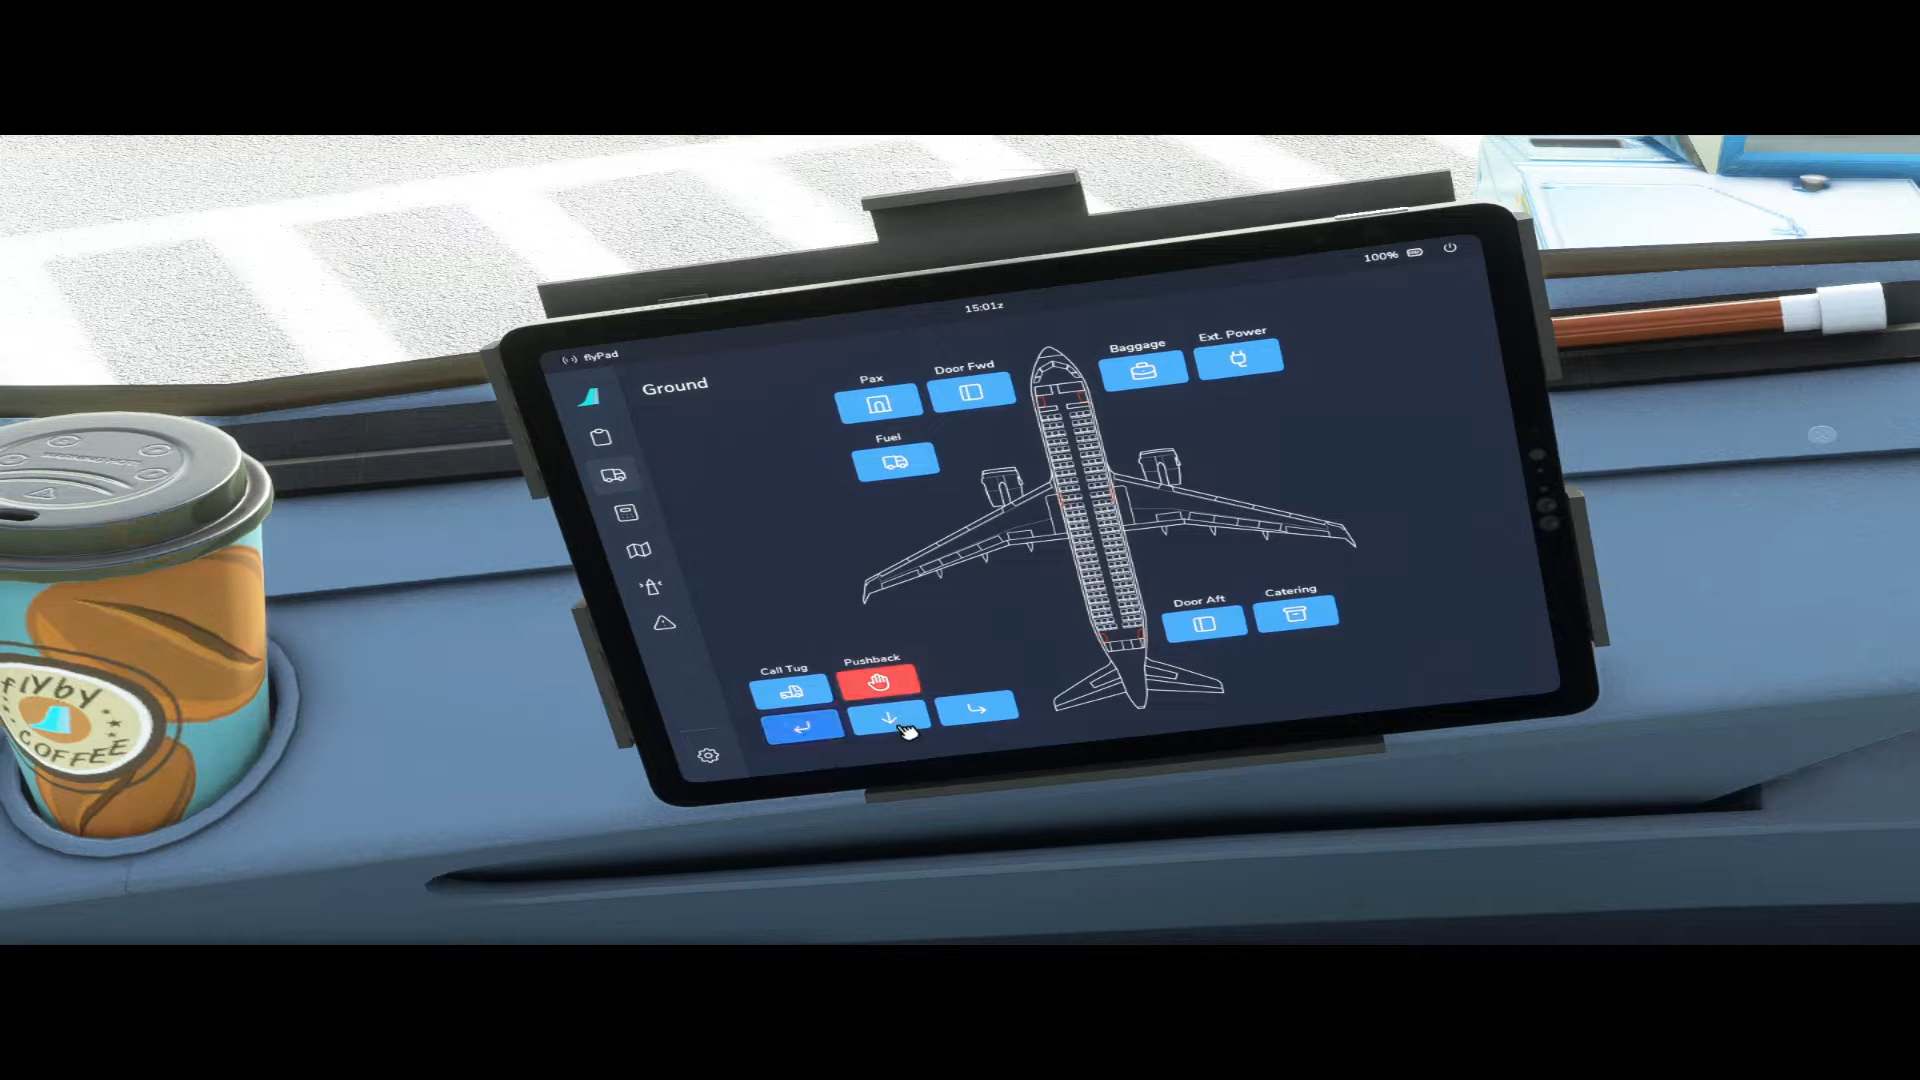 15:01z
100%
flyPad
Ground
Pax
Door Fwd
Baggage
Ext. Power
Fuel
Door Aft
Catering
Call Tug
Pushback
flyby
COFFEE